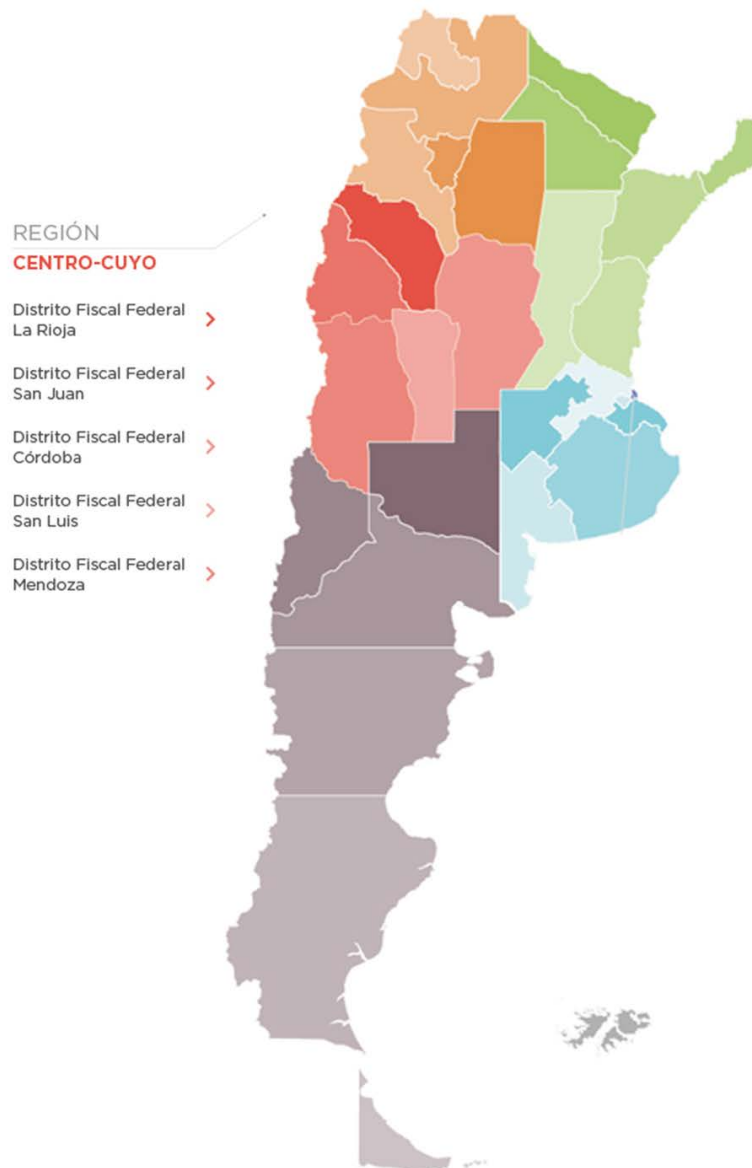 REGIÓN
CENTRO-CUYO
Distrito Fiscal Federal
La Rioja
Distrito Fiscal Federal
San Juan
Distrito Fiscal Federal
Córdoba
Distrito Fiscal Federal
San Luis
Distrito Fiscal Federal
Mendoza